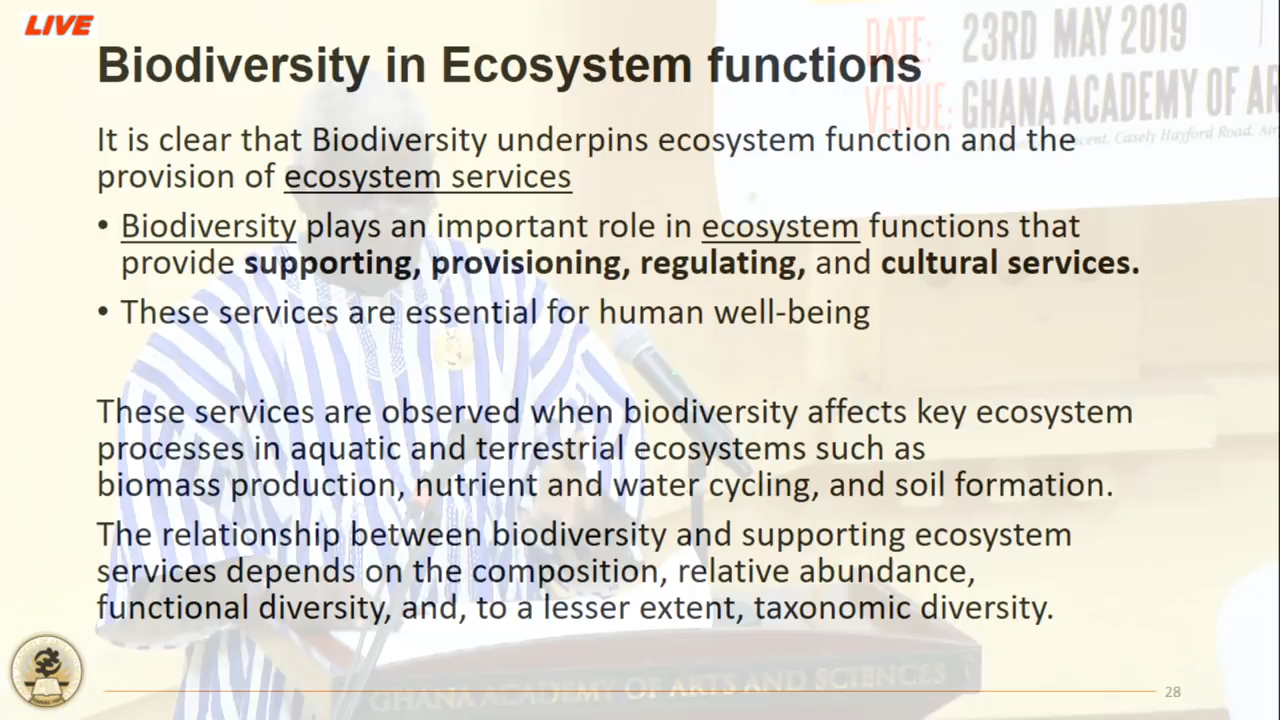 LIVE
DATE: 23RD MAY 2019
VENUE: GHANA ACADEMY OF AR
Casely Hayford Road, Air
Biodiversity in Ecosystem functions
It is clear that Biodiversity underpins ecosystem function and the
provision of ecosystem services
• Biodiversity plays an important role in ecosystem functions that
provide supporting, provisioning, regulating, and cultural services.
• These services are essential for human well-being
These services are observed when biodiversity affects key ecosystem
processes in aquatic and terrestrial ecosystems such as
biomass production, nutrient and water cycling, and soil formation.
The relationship between biodiversity and supporting ecosystem
services depends on the composition, relative abundance,
functional diversity, and, to a lesser extent, taxonomic diversity.
GHANA ACADEMY OF ARTS AND SCIENCES
28